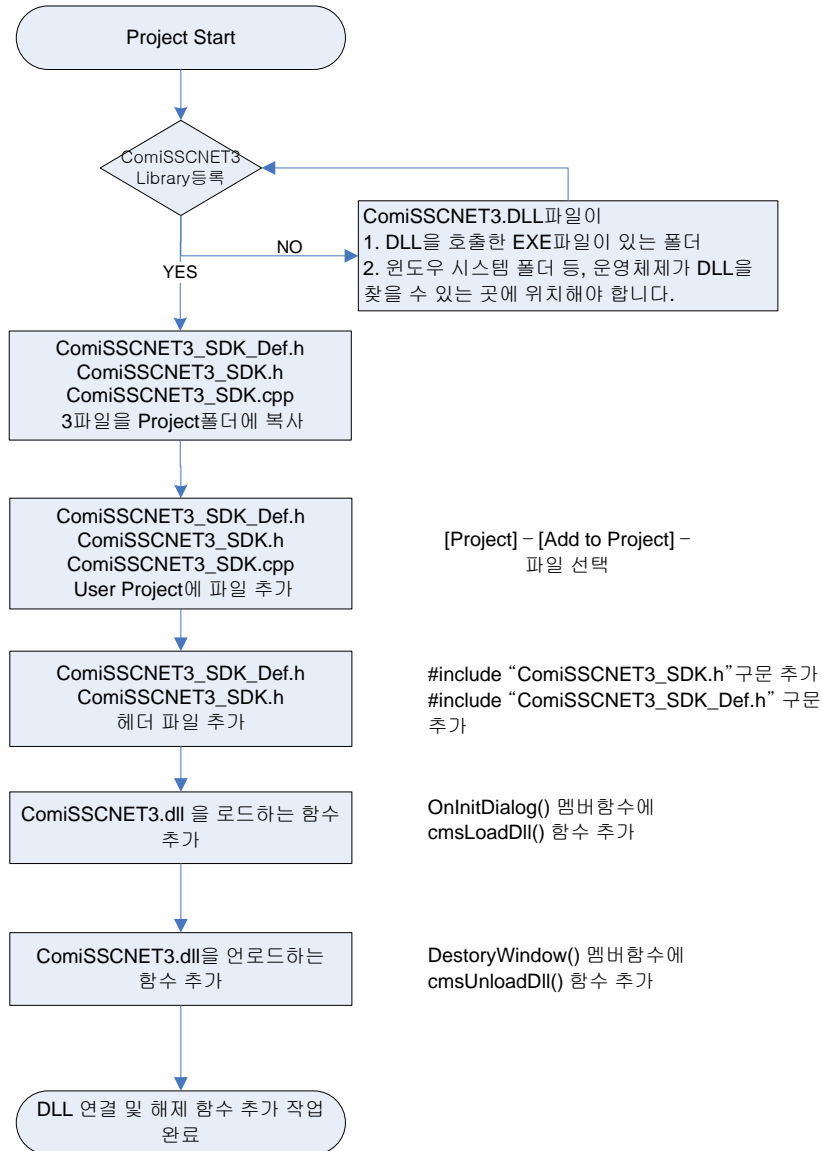 Project Start
ComiSSCNET3
Library등록
ComiSSCNET3.DLL파일이
1. DLL을 호출한 EXE파일이 있는 폴더
2. 윈도우 시스템 폴더 등, 운영체제가 DLL을
찾을 수 있는 곳에 위치해야 합니다.
NO
YES
ComiSSCNET3_SDK_Def.h
ComiSSCNET3_SDK.h
ComiSSCNET3_SDK.cpp
3파일을 Project폴더에 복사
ComiSSCNET3_SDK_Def.h
ComiSSCNET3_SDK.h
ComiSSCNET3_SDK.cpp
User Project에 파일 추가
[Project] – [Add to Project] –
파일 선택
ComiSSCNET3_SDK_Def.h
ComiSSCNET3_SDK.h
헤더 파일 추가
#include “ComiSSCNET3_SDK.h”구문 추가
#include “ComiSSCNET3_SDK_Def.h” 구문
추가
ComiSSCNET3.dll 을 로드하는 함수
추가
OnInitDialog() 멤버함수에
cmsLoadDll() 함수 추가
ComiSSCNET3.dll을 언로드하는
함수 추가
DestoryWindow() 멤버함수에
cmsUnloadDll() 함수 추가
DLL 연결 및 해제 함수 추가 작업
완료